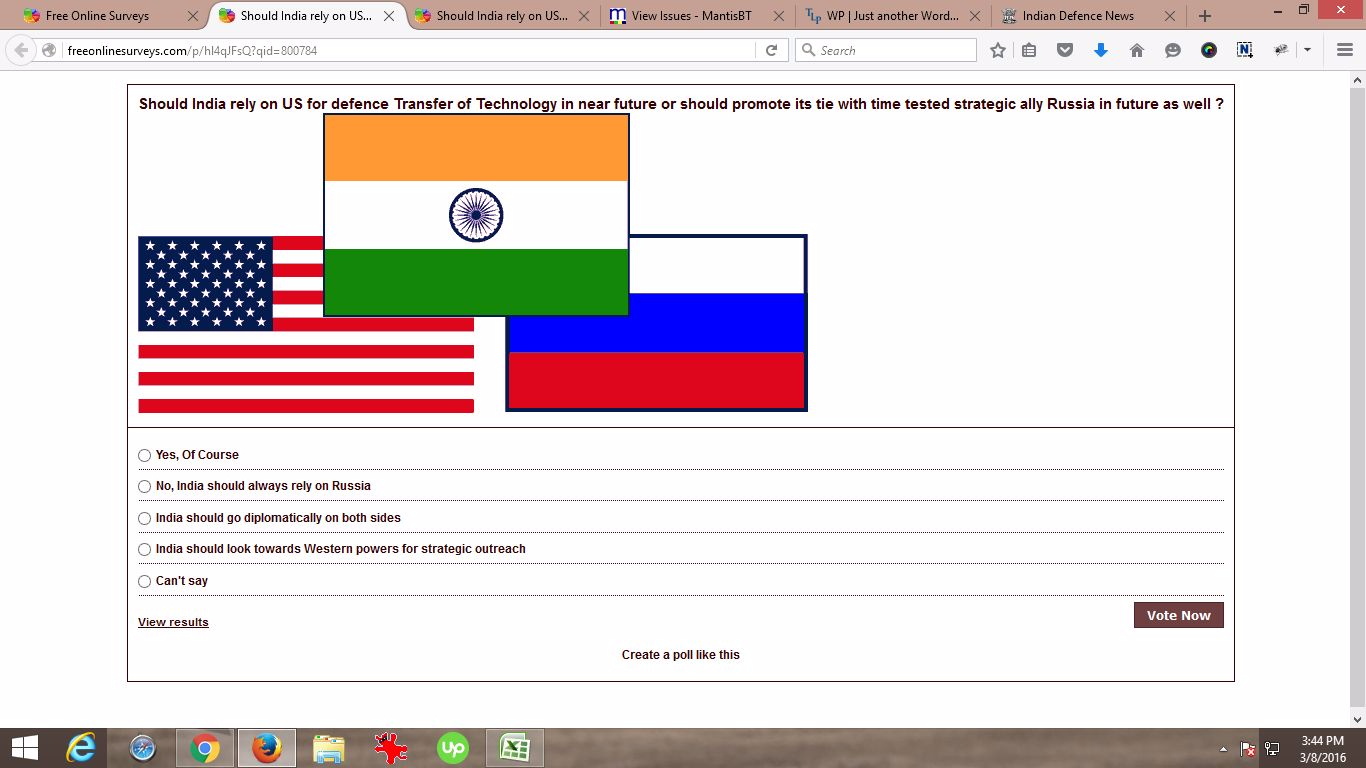 Free Online Surveys
Should India rely on US...
Should India rely on US...
View Issues - MantisBT
WP | Just another Word...
Indian Defence News
freeonlinesurveys.com/p/hl4qJFsQ?qid=800784
Search
Should India rely on US for defence Transfer of Technology in near future or should promote its tie with time tested strategic ally Russia in future as well ?
Yes, Of Course
No, India should always rely on Russia
India should go diplomatically on both sides
India should look towards Western powers for strategic outreach
Can't say
View results
Vote Now
Create a poll like this
up
3:44 PM
3/8/2016